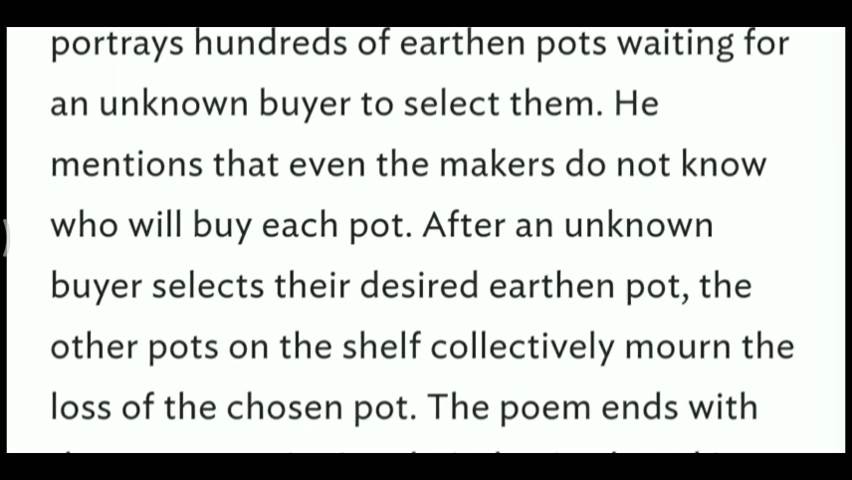 portrays hundreds of earthen pots waiting for
an unknown buyer to select them. He
mentions that even the makers do not know
who will buy each pot. After an unknown
buyer selects their desired earthen pot, the
other pots on the shelf collectively mourn the
loss of the chosen pot. The poem ends with